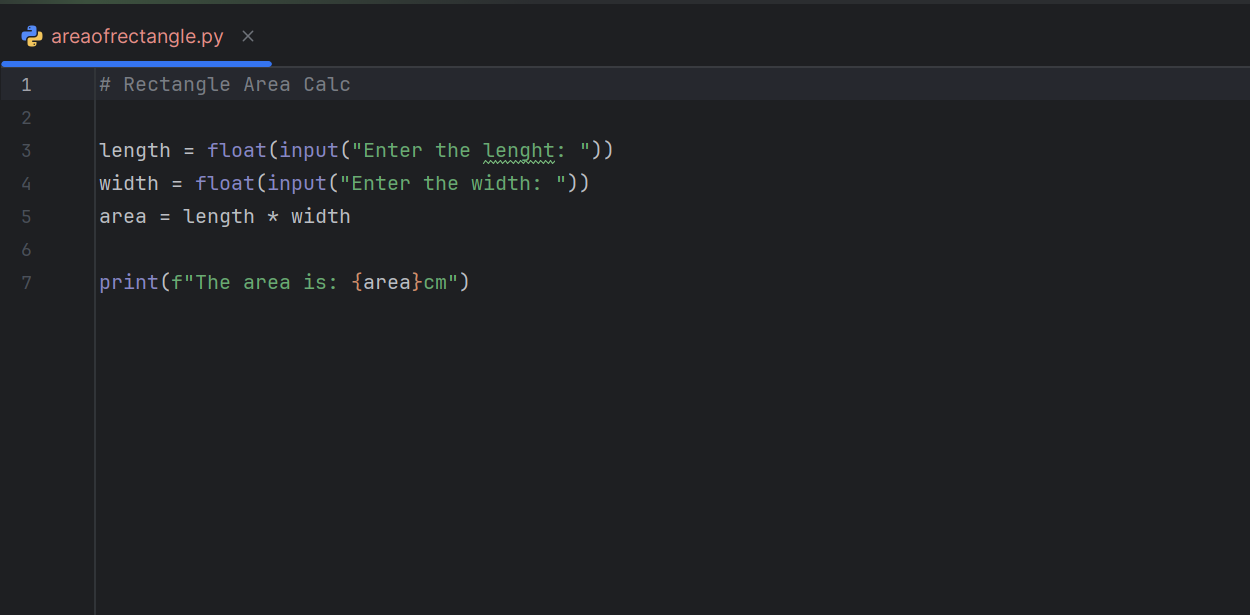 areaofrectangle.py
1 # Rectangle Area Calc
2
3 length = float(input("Enter the lenght: "))
4 width = float(input("Enter the width: "))
5 area = length * width
6
7 print(f"The area is: {area}cm")